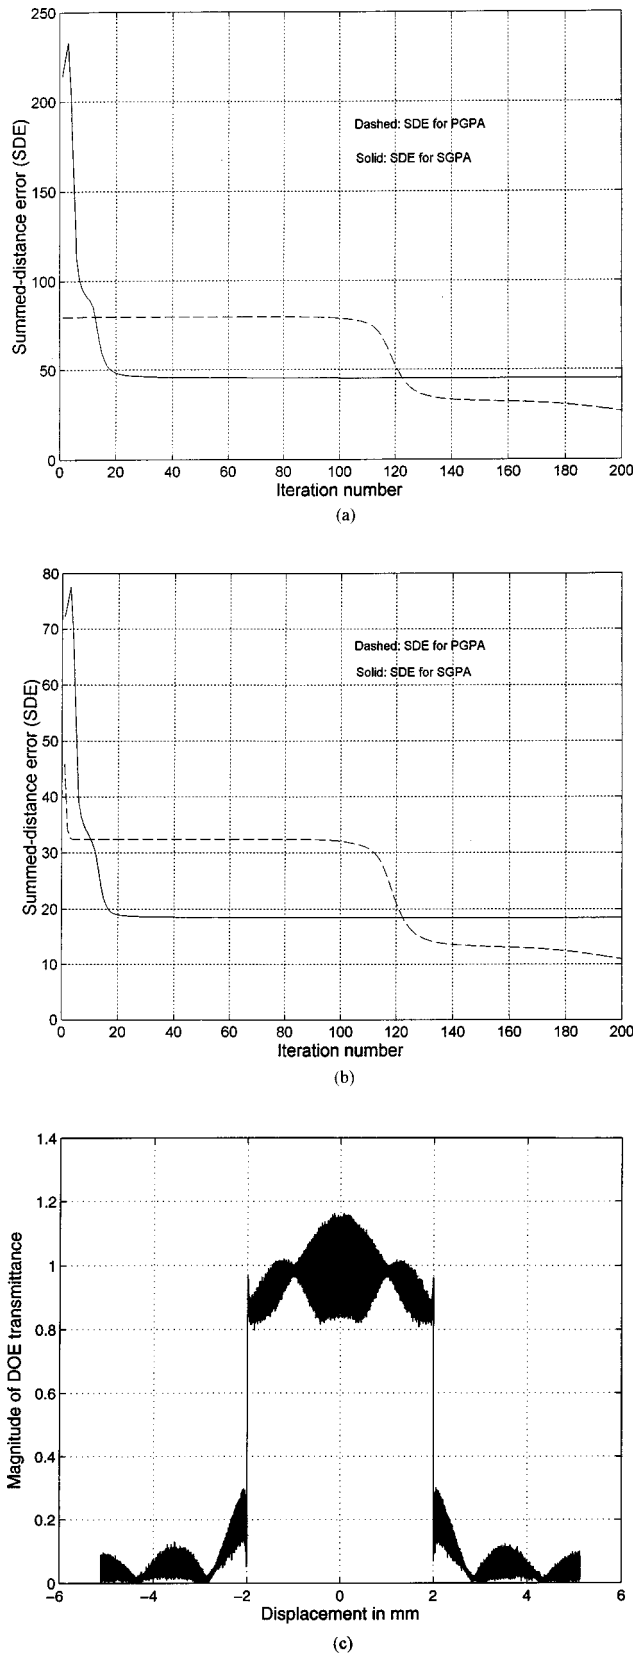 250
200
150
100
50
0
Summed-distance error (SDE)
Dashed: SDE for PGPA
Solid: SDE for SGPA
0 20 40 60 80 100 120 140 160 180 200
Iteration number
(a)
80
70
60
50
40
30
20
10
0
Summed-distance error (SDE)
Dashed: SDE for PGPA
Solid: SDE for SGPA
0 20 40 60 80 100 120 140 160 180 200
Iteration number
(b)
1.4
1.2
1
0.8
0.6
0.4
0.2
0
Magnitude of DOE transmittance
−6 −4 −2 0 2 4 6
Displacement in mm
(c)